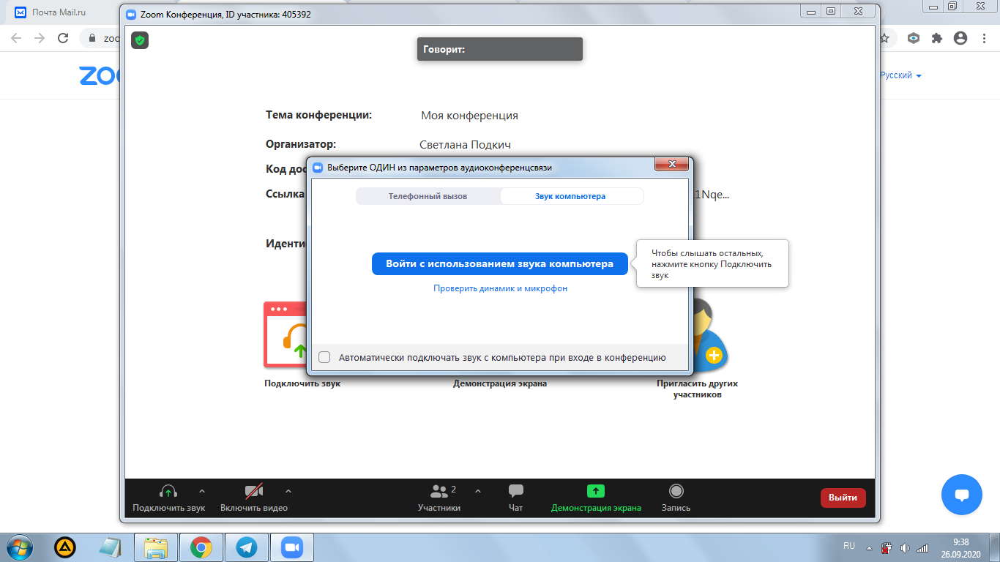 Почта Mail.ru
Zoom Конференция, ID участника: 405392
zoo
zoo
Русский
Говорит:
Тема конференции: Моя конференция
Организатор: Светлана Подкич
Код дос
Ссылка 1Nqe...
Иденти
Выберите ОДИН из параметров аудиоконференцсвязи
Телефонный вызов Звук компьютера
Войти с использованием звука компьютера
Проверить динамик и микрофон
Чтобы слышать остальных,
нажмите кнопку Подключить
звук
Автоматически подключать звук с компьютера при входе в конференцию
Подключить звук Демонстрация экрана Пригласить других
участников
2
Подключить звук Включить видео Участники Чат Демонстрация экрана Запись Выйти
RU 9:38
26.09.2020